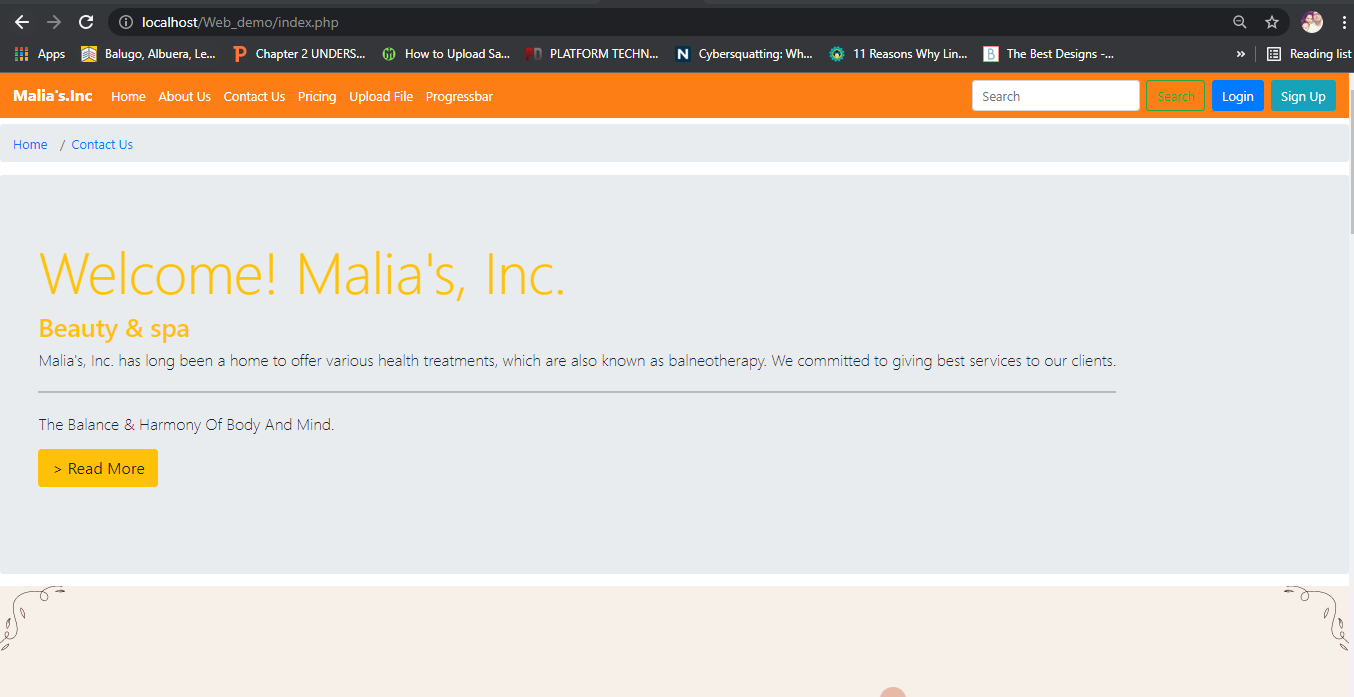 localhost/Web_demo/index.php
Apps Balugo, Albuera, Le... Chapter 2 UNDERS... How to Upload Sa... PLATFORM TECHN... Cybersquatting: Wh... 11 Reasons Why Lin... The Best Designs -... » Reading list
Malia's.Inc Home About Us Contact Us Pricing Upload File Progressbar Search Search Login Sign Up
Home / Contact Us
Welcome! Malia's, Inc.
Beauty & spa
Malia's, Inc. has long been a home to offer various health treatments, which are also known as balneotherapy. We committed to giving best services to our clients.
The Balance & Harmony Of Body And Mind.
> Read More